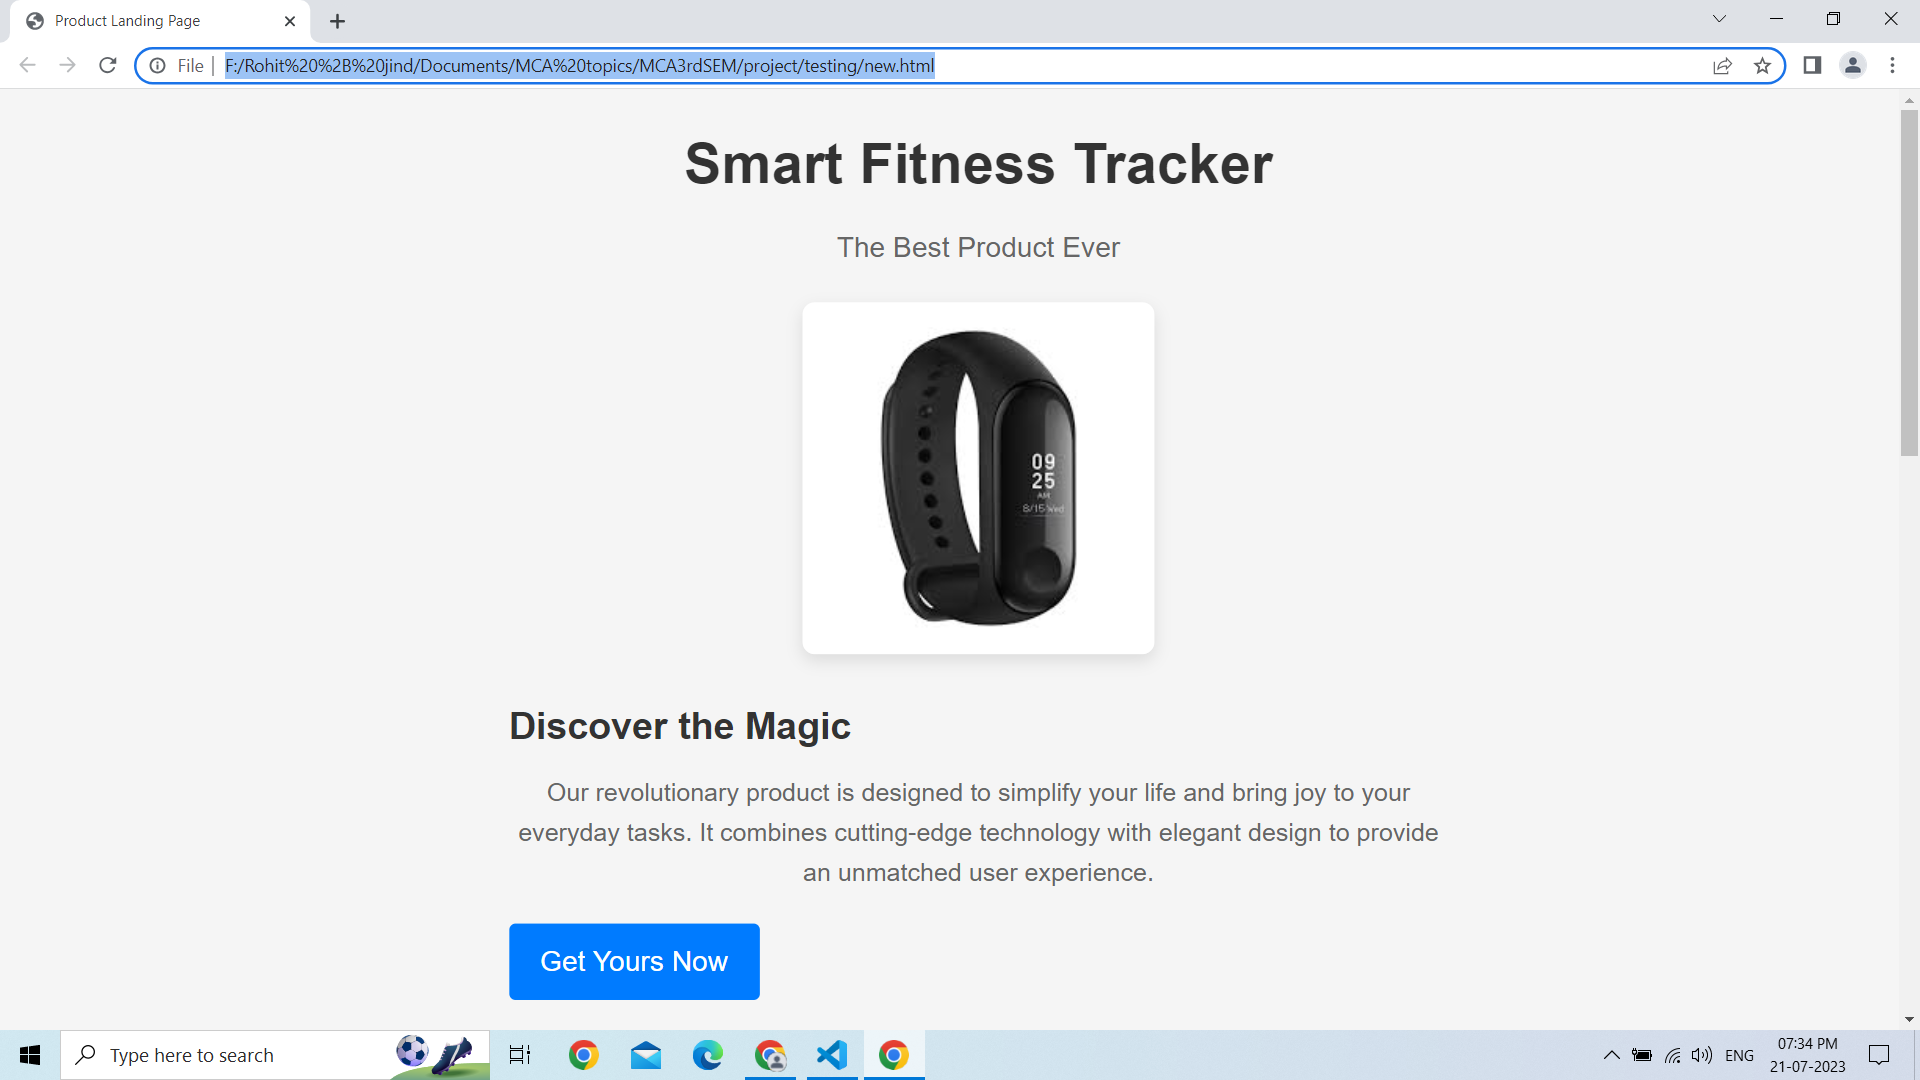 Product Landing Page
File
F:/Rohit%20%2B%20jind/Documents/MCA%20topics/MCA3rdSEM/project/testing/new.html
Smart Fitness Tracker
The Best Product Ever
09
25
AM
8/15 Wed
Discover the Magic
Our revolutionary product is designed to simplify your life and bring joy to your
everyday tasks. It combines cutting-edge technology with elegant design to provide
an unmatched user experience.
Get Yours Now
Type here to search
ENG
07:34 PM
21-07-2023